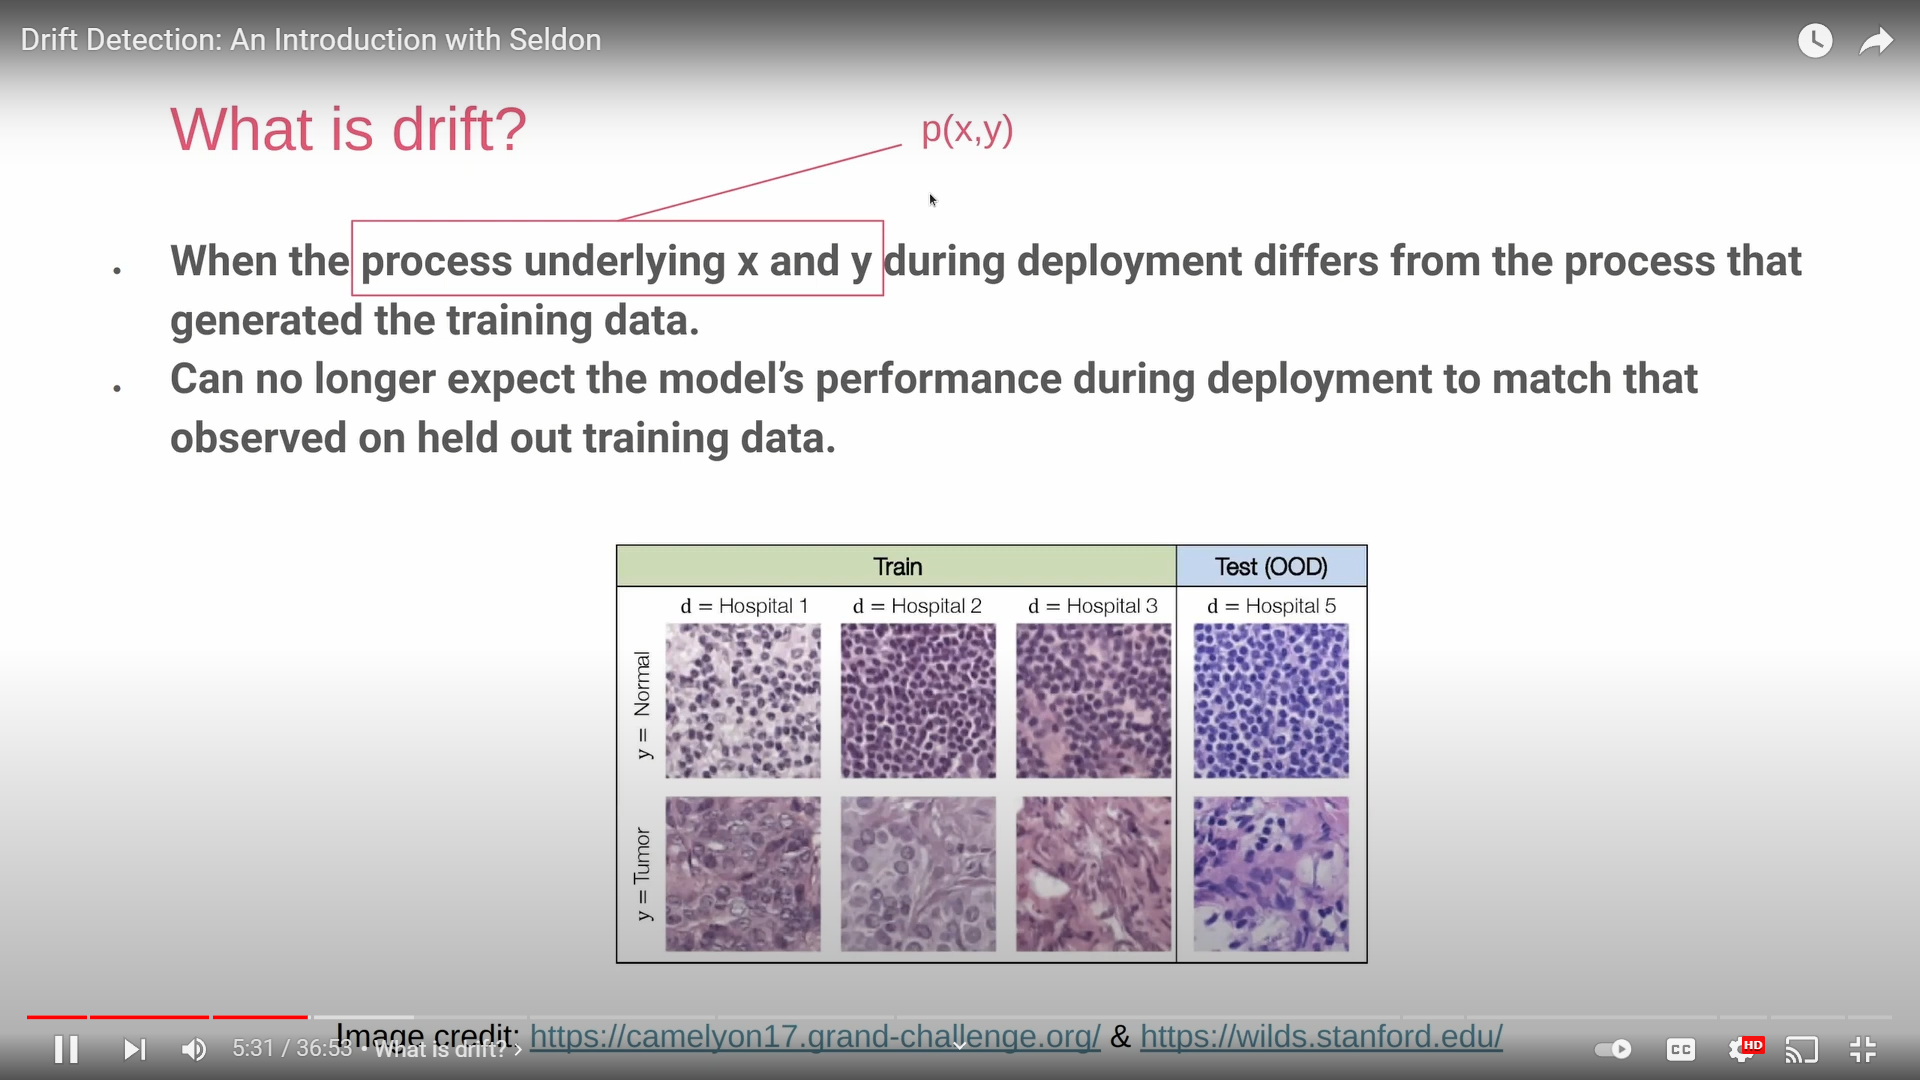 Drift Detection: An Introduction with Seldon
What is drift?
p(x,y)
. When the process underlying x and y during deployment differs from the process that
generated the training data.
. Can no longer expect the model’s performance during deployment to match that
observed on held out training data.
Train
Test (OOD)
d = Hospital 1
d = Hospital 2
d = Hospital 3
d = Hospital 5
y = Normal
y = Tumor
Image credit: https://camelyon17.grand-challenge.org/ & https://wilds.stanford.edu/
5:31 / 36:53 • What is drift? ›
CC
HD